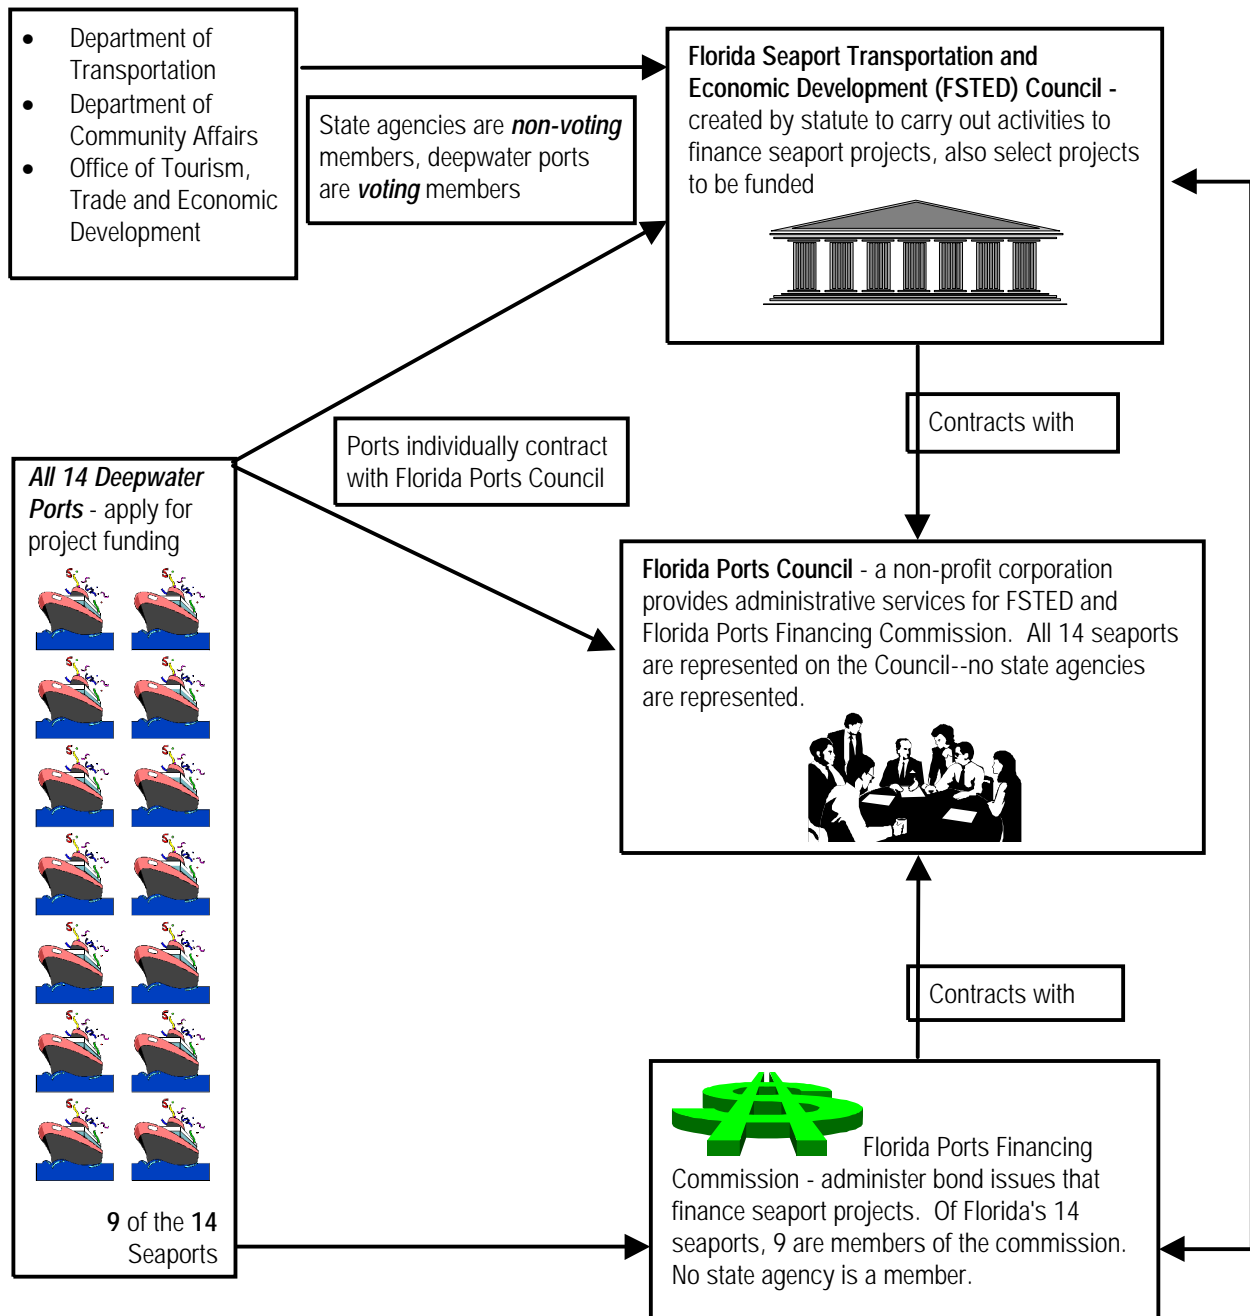 • Department of
Transportation
• Department of
Community Affairs
• Office of Tourism,
Trade and Economic
Development
State agencies are non-voting
members, deepwater ports
are voting members
Florida Seaport Transportation and
Economic Development (FSTED) Council -
created by statute to carry out activities to
finance seaport projects, also select projects
to be funded
Contracts with
Ports individually contract
with Florida Ports Council
All 14 Deepwater
Ports - apply for
project funding
9 of the 14
Seaports
Florida Ports Council - a non-profit corporation
provides administrative services for FSTED and
Florida Ports Financing Commission.  All 14 seaports
are represented on the Council--no state agencies
are represented.
Contracts with
Florida Ports Financing
Commission - administer bond issues that
finance seaport projects.  Of Florida's 14
seaports, 9 are members of the commission.
No state agency is a member.